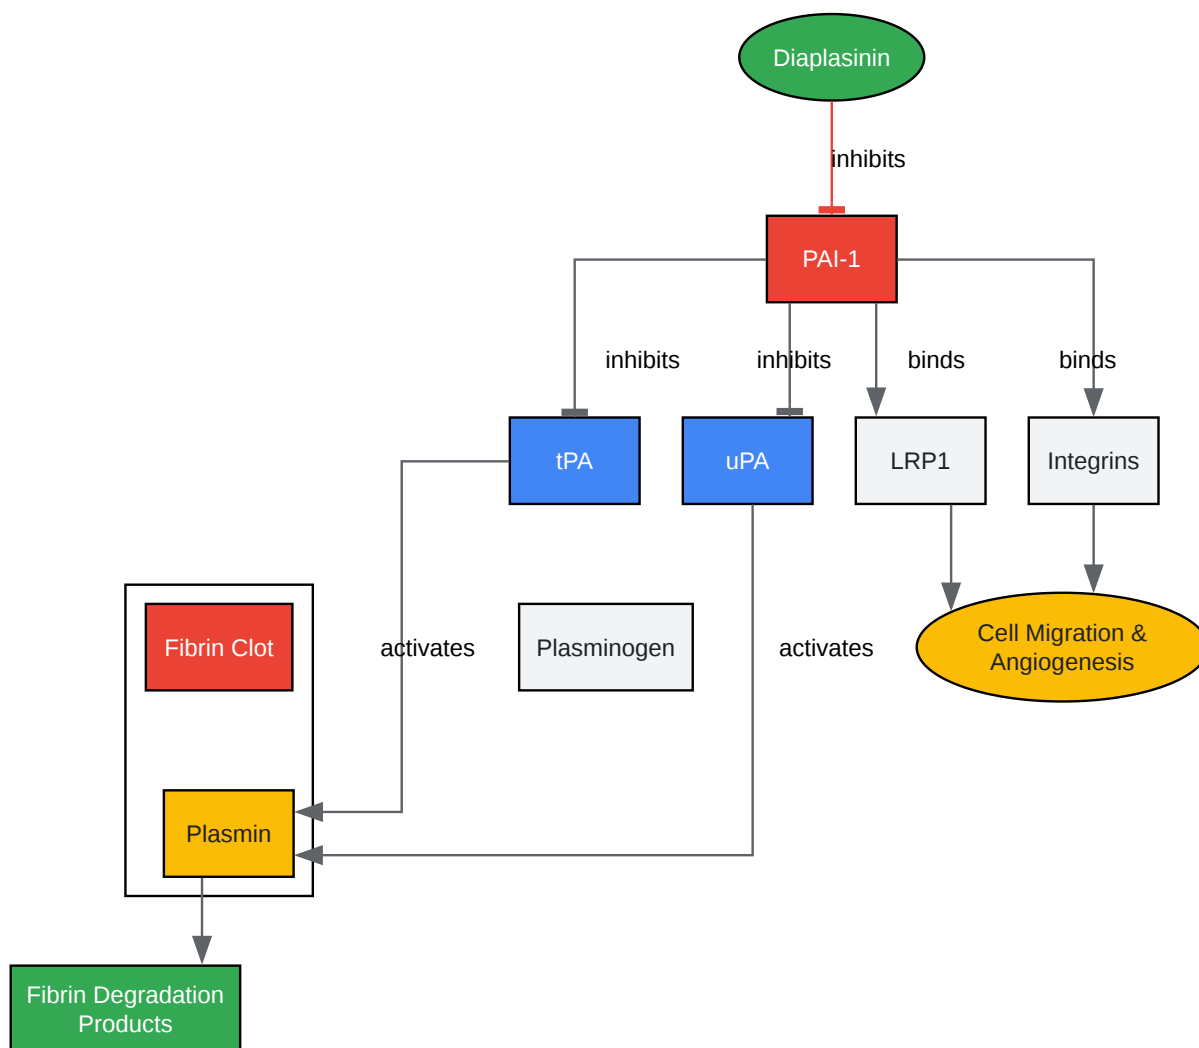 Diaplasinin
inhibits
PAI-1
inhibits
inhibits
binds
binds
tPA
uPA
LRP1
Integrins
Fibrin Clot
activates
Plasminogen
activates
Cell Migration &
Angiogenesis
Plasmin
Fibrin Degradation
Products